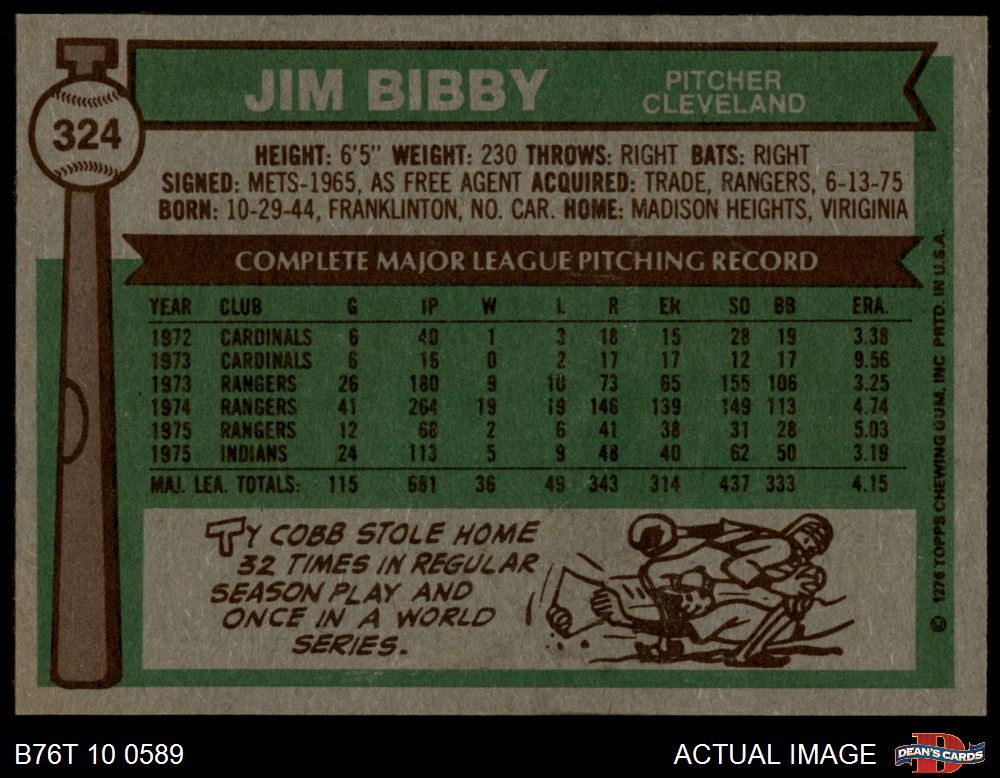 324
JIM BIBBY
PITCHER
CLEVELAND
HEIGHT: 6'5" WEIGHT: 230 THROWS: RIGHT BATS: RIGHT
SIGNED: METS-1965, AS FREE AGENT ACQUIRED: TRADE, RANGERS, 6-13-75
BORN: 10-29-44, FRANKLINTON, NO. CAR. HOME: MADISON HEIGHTS, VIRIGINIA
COMPLETE MAJOR LEAGUE PITCHING RECORD
YEAR CLUB G IP W L R ER SO BB ERA.
1972 CARDINALS 6 40 1 3 18 15 28 19 3.38
1973 CARDINALS 6 16 0 2 17 17 12 17 9.56
1973 RANGERS 26 180 9 10 73 65 155 106 3.25
1974 RANGERS 41 264 19 19 146 139 149 113 4.74
1975 RANGERS 12 68 2 6 41 38 31 28 5.03
1975 INDIANS 24 113 5 9 48 40 62 50 3.19
MAJ. LEA. TOTALS: 115 681 36 49 343 314 437 333 4.15
TY COBB STOLE HOME
32 TIMES IN REGULAR
SEASON PLAY AND
ONCE IN A WORLD
SERIES.
© 1276 YOPPS CHEWING GUM, INC PRTD. IN U.S.A.
B76T 10 0589
ACTUAL IMAGE
DEAN'S CARDS